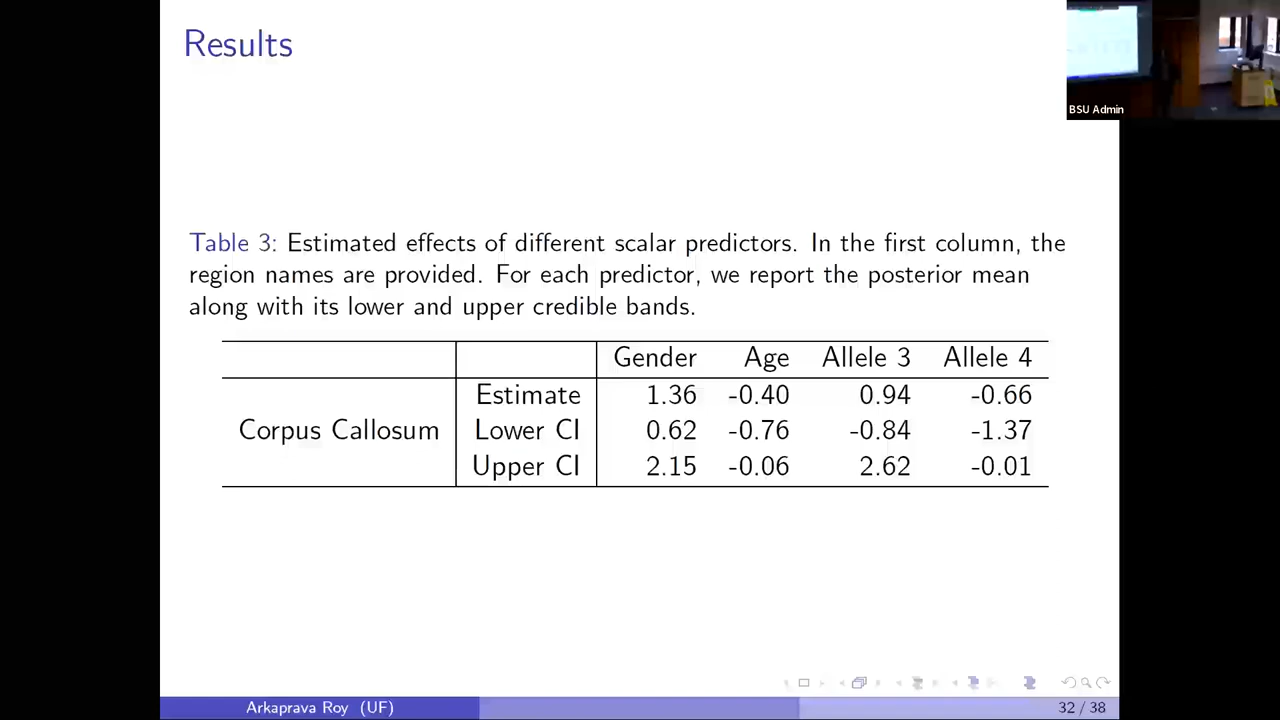 Results
BSU Admin
Table 3: Estimated effects of different scalar predictors. In the first column, the
region names are provided. For each predictor, we report the posterior mean
along with its lower and upper credible bands.
Gender Age Allele 3 Allele 4
Estimate 1.36 -0.40 0.94 -0.66
Corpus Callosum Lower CI 0.62 -0.76 -0.84 -1.37
Upper CI 2.15 -0.06 2.62 -0.01
Arkaprava Roy (UF) 32 / 38